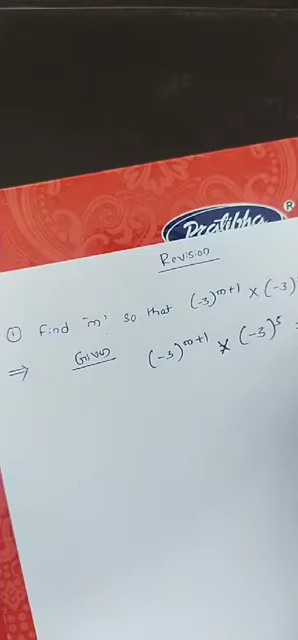 Pratibha ®
Revision
① Find 'm' so that (-3)^{m+1} × (-3)
⇒ Given (-3)^{m+1} × (-3)^5 =